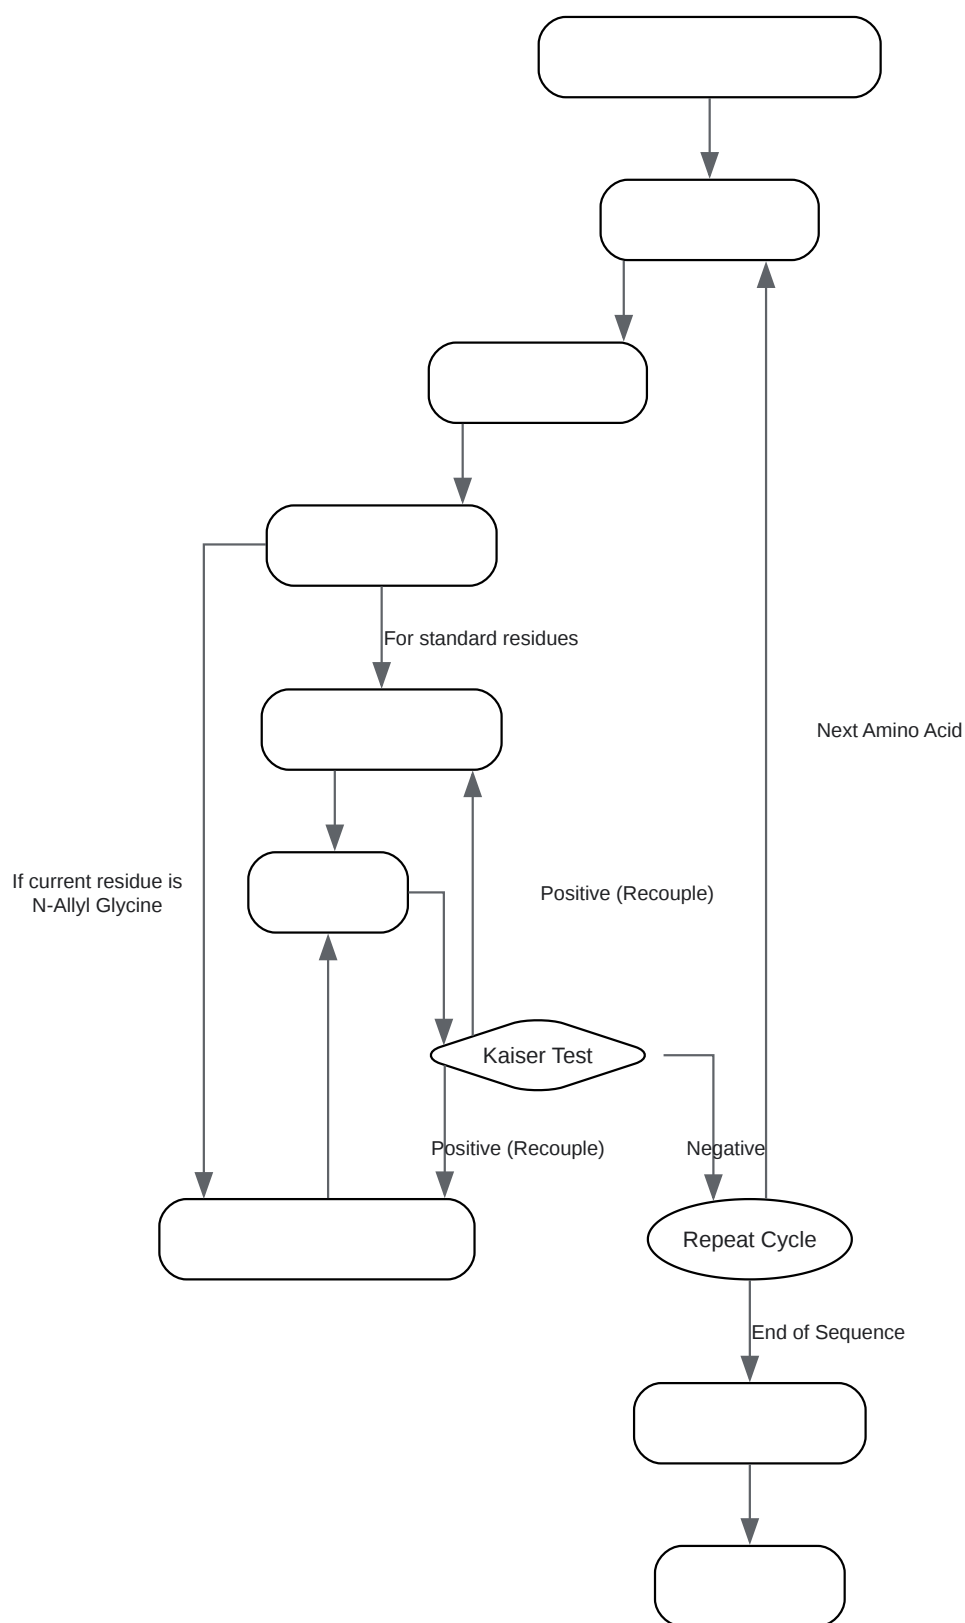 For standard residues
Next Amino Acid
If current residue is
N-Allyl Glycine
Positive (Recouple)
Kaiser Test
Positive (Recouple)
Negative
Repeat Cycle
End of Sequence